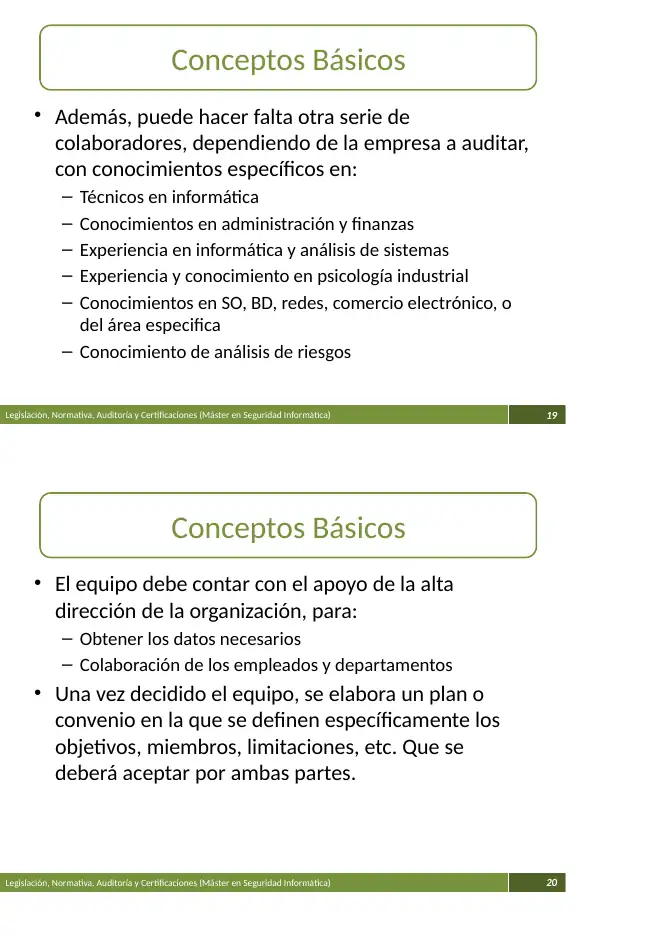 Conceptos Básicos
• Además, puede hacer falta otra serie de
colaboradores, dependiendo de la empresa a auditar,
con conocimientos específicos en:
– Técnicos en informática
– Conocimientos en administración y finanzas
– Experiencia en informática y análisis de sistemas
– Experiencia y conocimiento en psicología industrial
– Conocimientos en SO, BD, redes, comercio electrónico, o
del área especifica
– Conocimiento de análisis de riesgos
Legislación, Normativa, Auditoría y Certificaciones (Máster en Seguridad Informática) 19
Conceptos Básicos
• El equipo debe contar con el apoyo de la alta
dirección de la organización, para:
– Obtener los datos necesarios
– Colaboración de los empleados y departamentos
• Una vez decidido el equipo, se elabora un plan o
convenio en la que se definen específicamente los
objetivos, miembros, limitaciones, etc. Que se
deberá aceptar por ambas partes.
Legislación, Normativa, Auditoría y Certificaciones (Máster en Seguridad Informática) 20